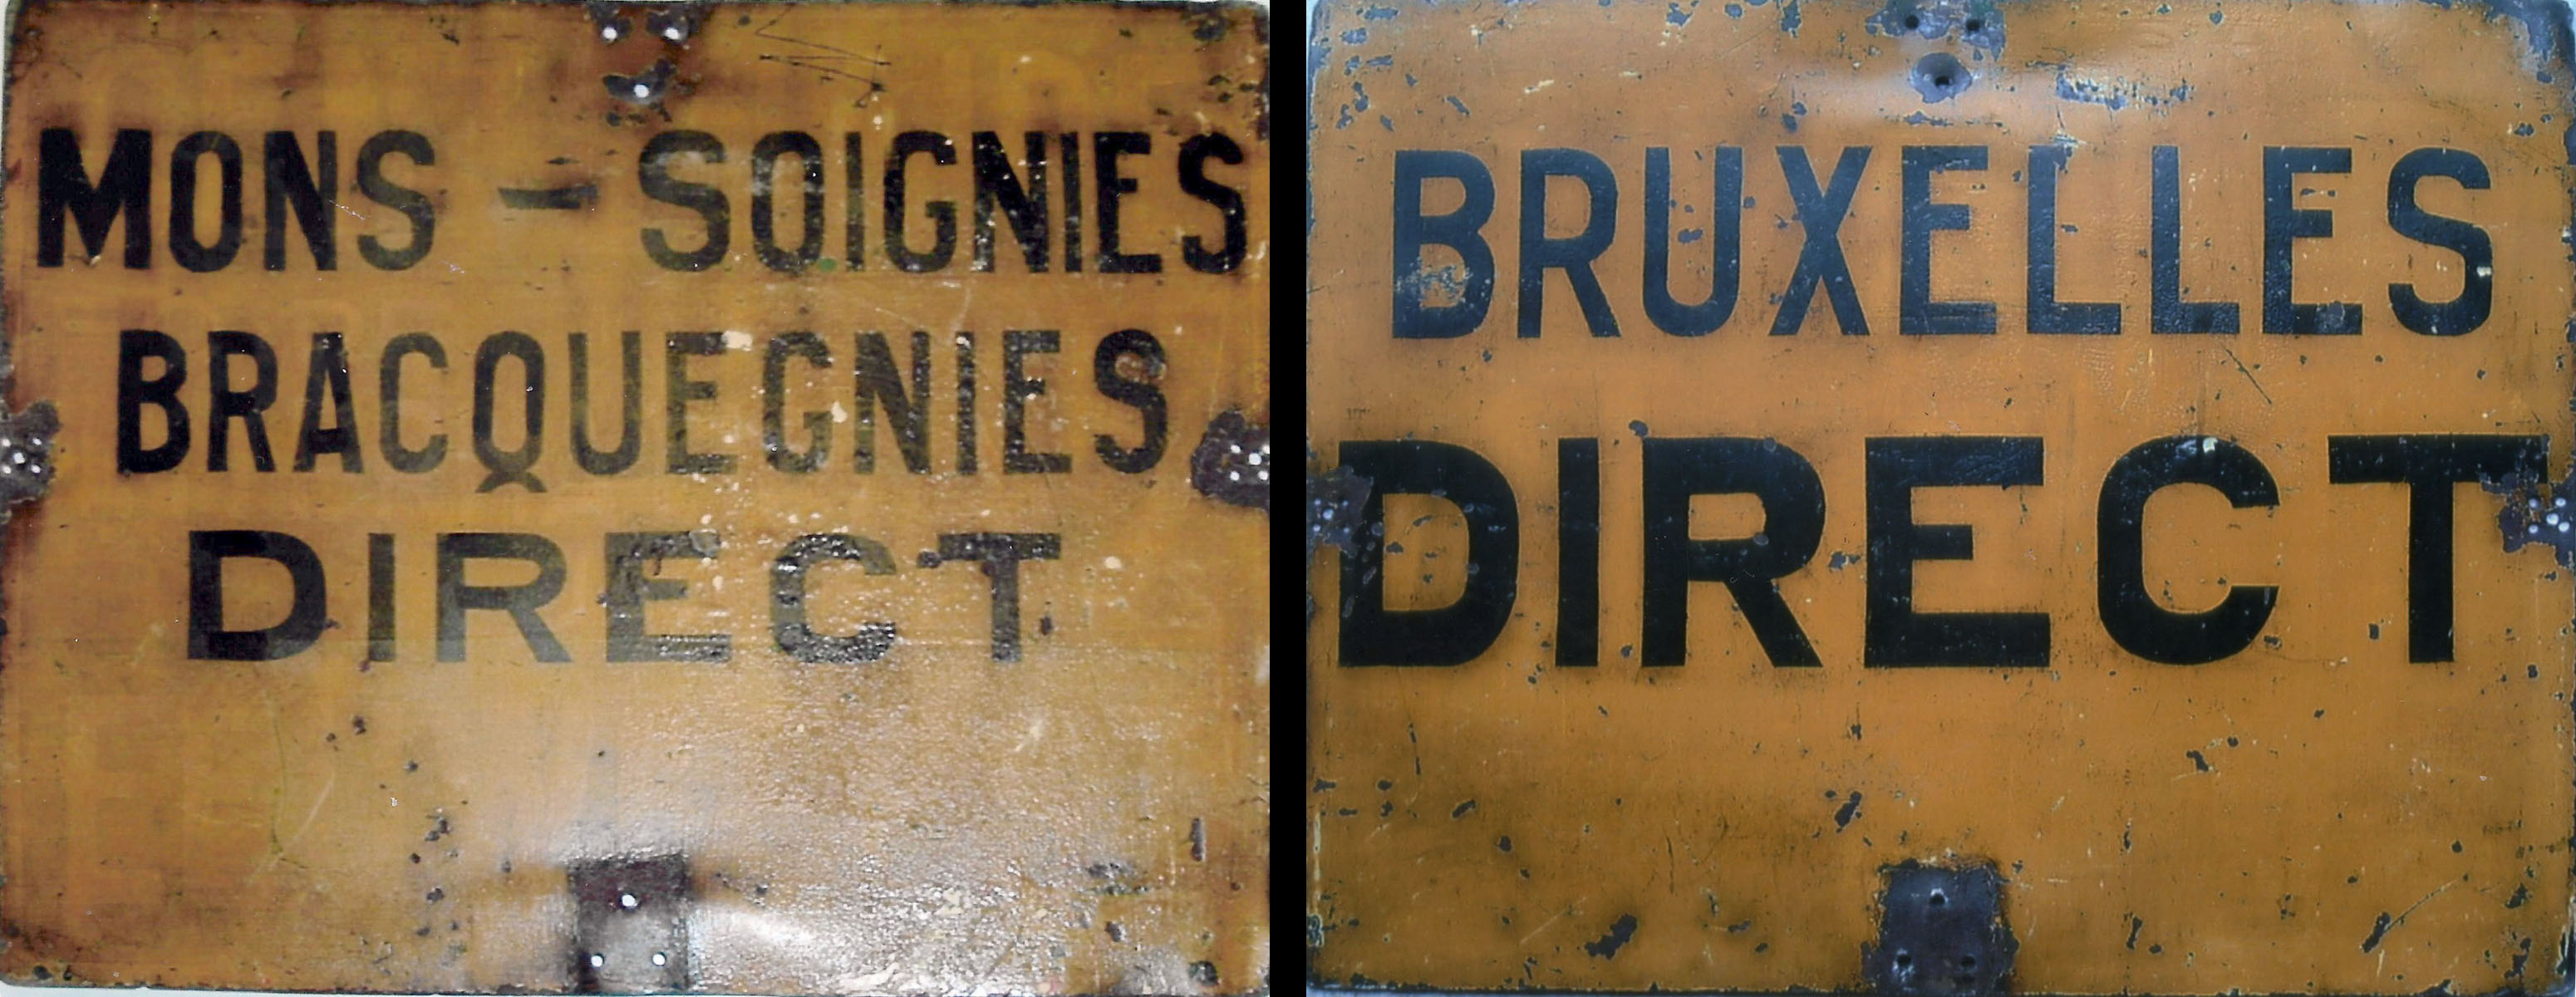 MONS - SOIGNIES
BRACQUEGNIES
DIRECT
BRUXELLES
DIRECT